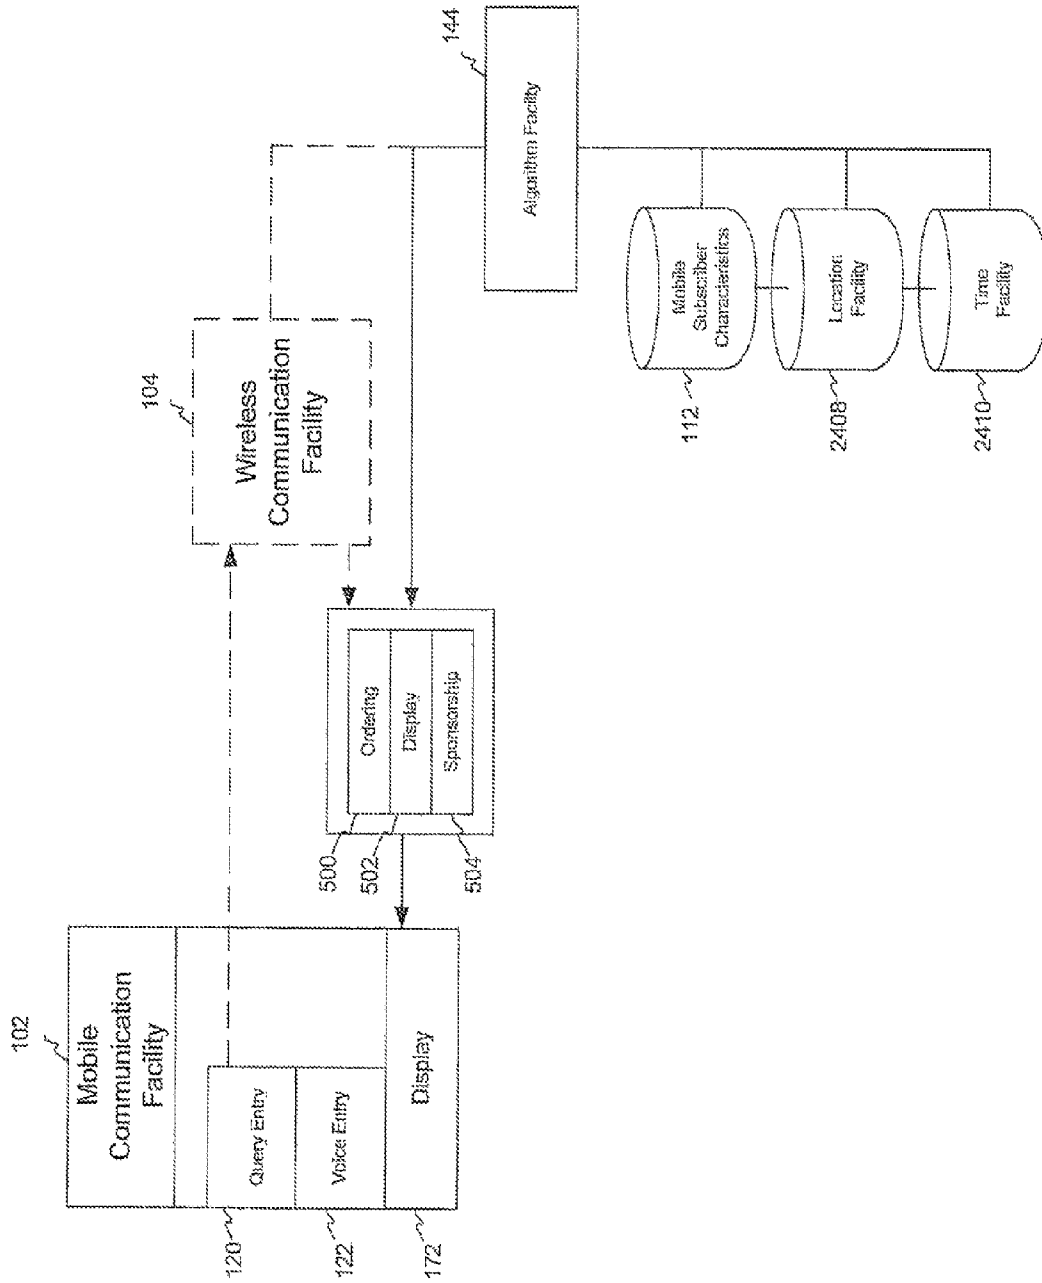 102
Mobile
Communication
Facility
120
Query Entry
122
Voice Entry
172
Display
104
Wireless
Communication
Facility
500
Ordering
502
Display
504
Sponsorship
144
Algorithm Facility
112
Mobile
Subscriber
Characteristics
2408
Location
Facility
2410
Time
Facility